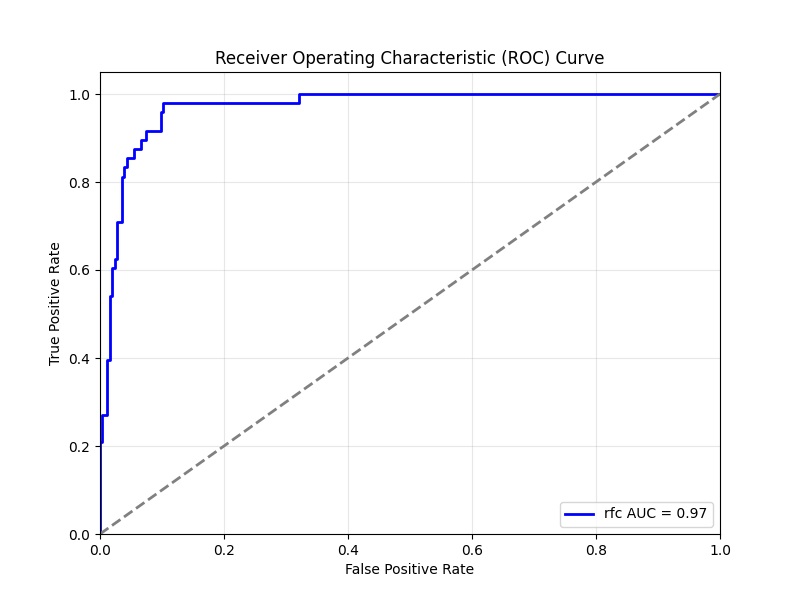 Receiver Operating Characteristic (ROC) Curve
True Positive Rate
1.0
0.8
0.6
0.4
0.2
0.0
rfc AUC = 0.97
0.0 0.2 0.4 0.6 0.8 1.0
False Positive Rate